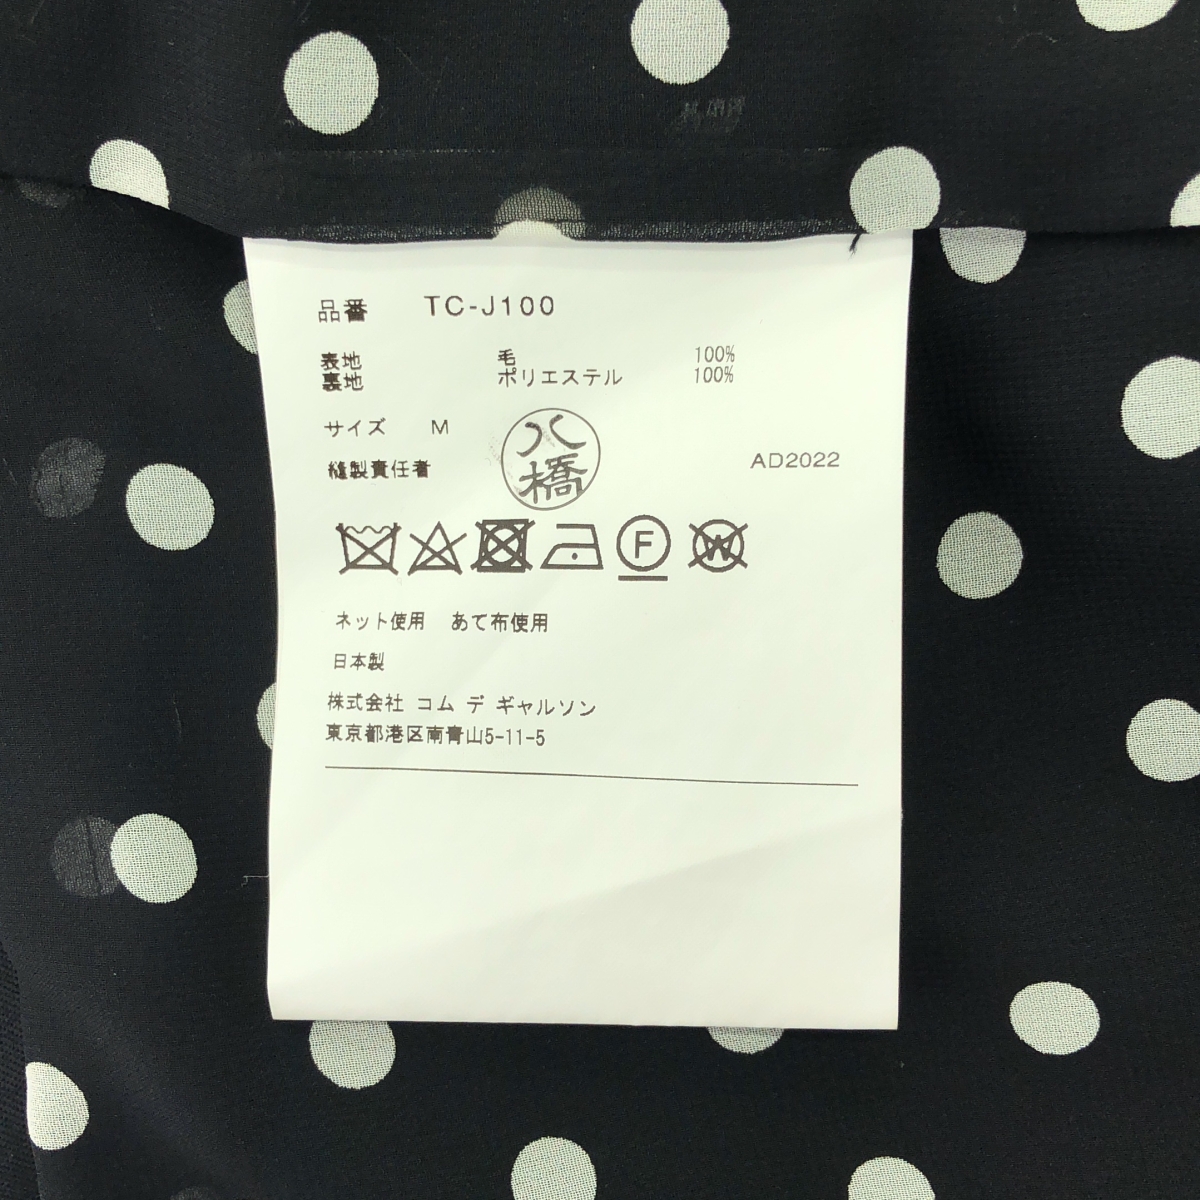 品番 TC-J100
表地 毛 100%
裏地 ポリエステル 100%
サイズ M
八橋
縫製責任者 AD2022
F W
ネット使用 あて布使用
日本製
株式会社 コム デ ギャルソン
東京都港区南青山5-11-5